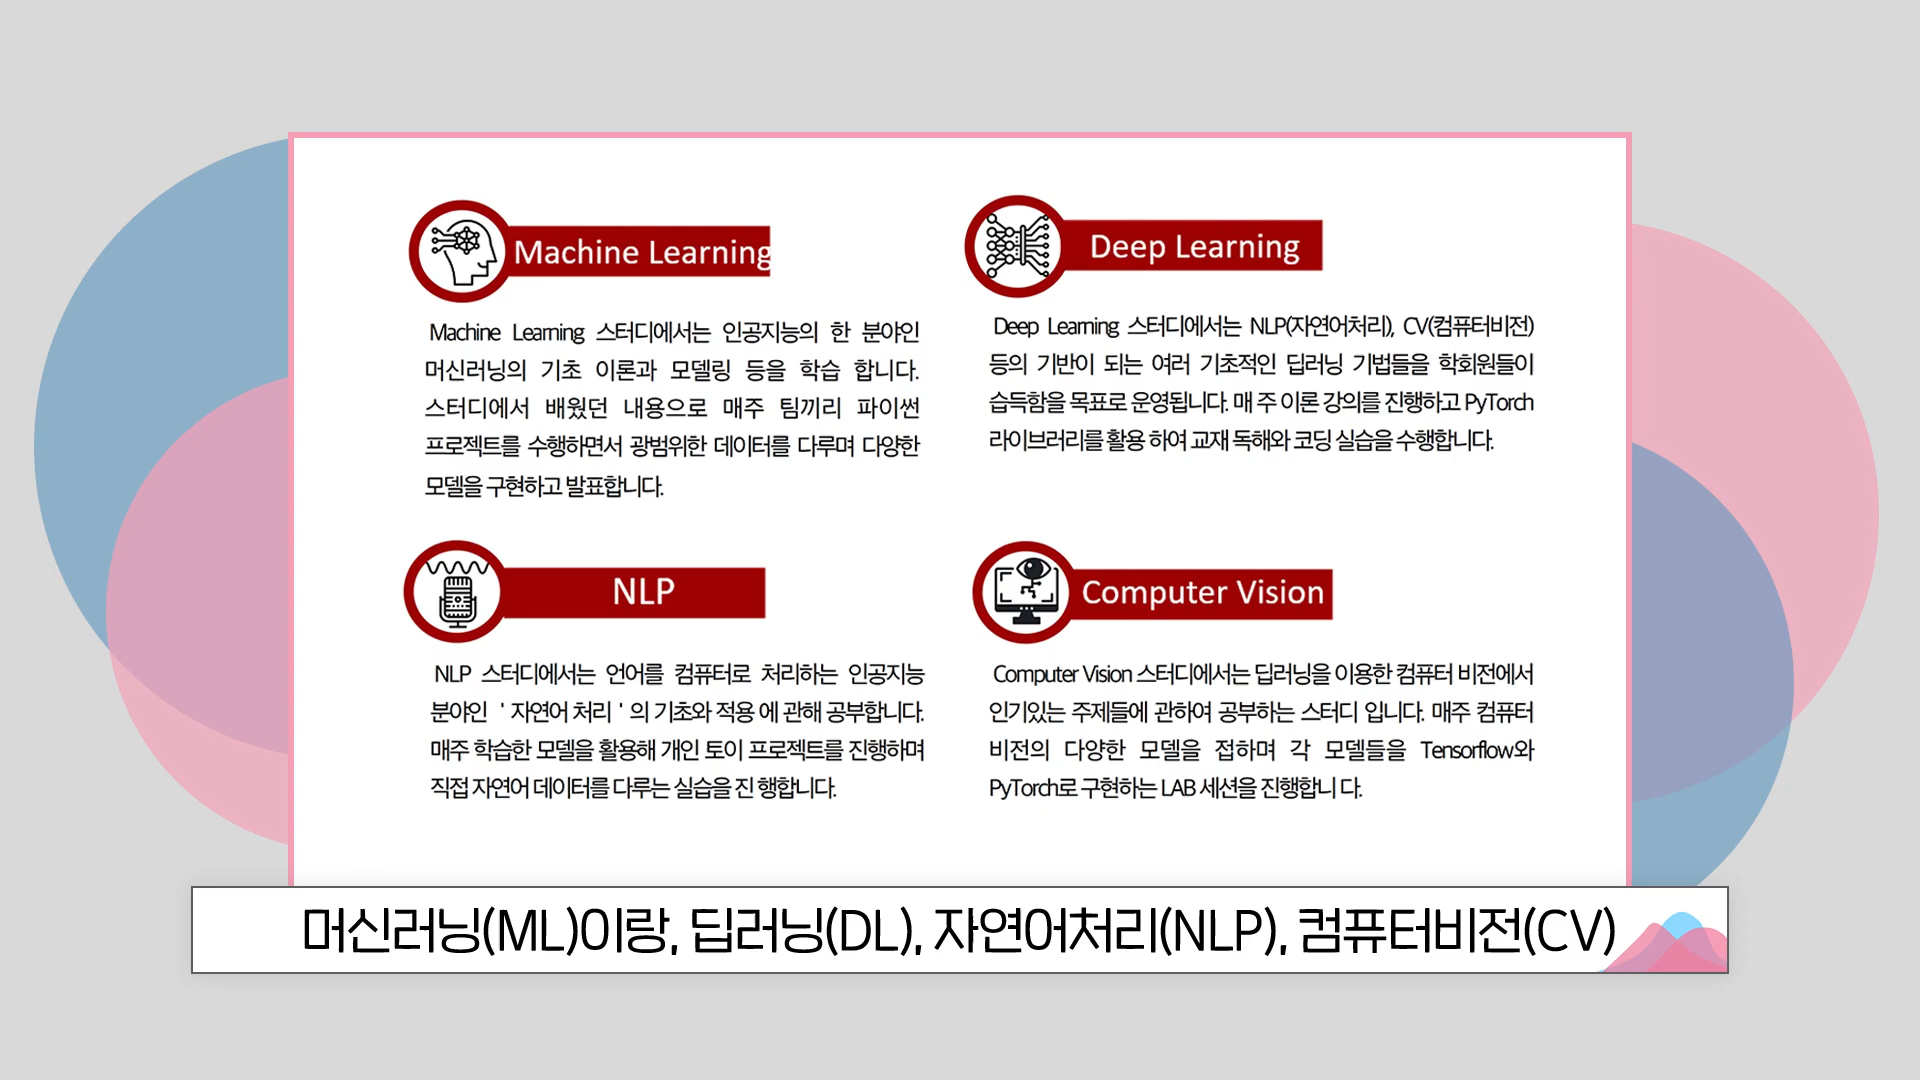 Machine Learning
Machine Learning 스터디에서는 인공지능의 한 분야인
머신러닝의 기초 이론과 모델링 등을 학습 합니다.
스터디에서 배웠던 내용으로 매주 팀끼리 파이썬
프로젝트를 수행하면서 광범위한 데이터를 다루며 다양한
모델을 구현하고 발표합니다.
Deep Learning
Deep Learning 스터디에서는 NLP(자연어처리), CV(컴퓨터비전)
등의 기반이 되는 여러 기초적인 딥러닝 기법들을 학회원들이
습득함을 목표로 운영됩니다. 매 주 이론 강의를 진행하고 PyTorch
라이브러리를 활용 하여 교재 독해와 코딩 실습을 수행합니다.
NLP
NLP 스터디에서는 언어를 컴퓨터로 처리하는 인공지능
분야인 ' 자연어 처리 ' 의 기초와 적용 에 관해 공부합니다.
매주 학습한 모델을 활용해 개인 토이 프로젝트를 진행하며
직접 자연어 데이터를 다루는 실습을 진 행합니다.
Computer Vision
Computer Vision 스터디에서는 딥러닝을 이용한 컴퓨터 비전에서
인기있는 주제들에 관하여 공부하는 스터디 입니다. 매주 컴퓨터
비전의 다양한 모델을 접하며 각 모델들을 Tensorflow와
PyTorch로 구현하는 LAB 세션을 진행합니 다.
머신러닝(ML)이랑, 딥러닝(DL), 자연어처리(NLP), 컴퓨터비전(CV)